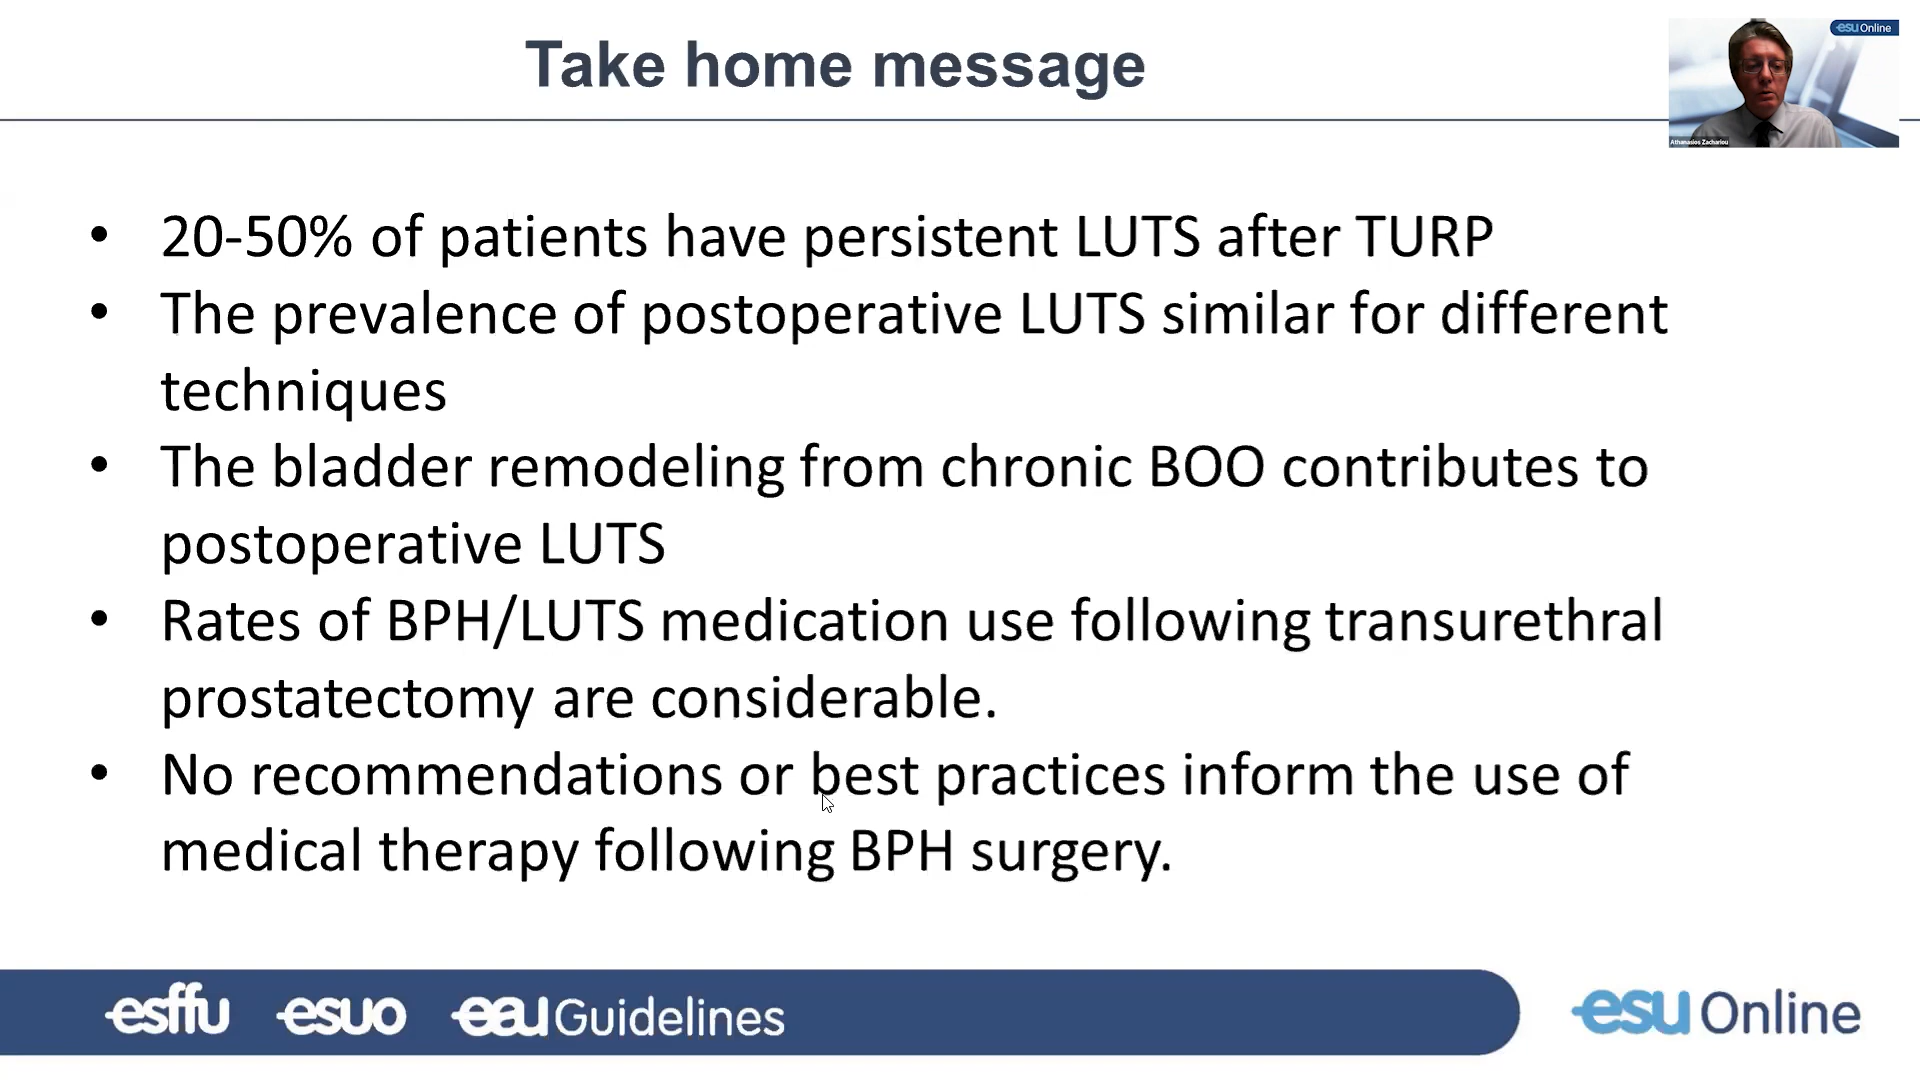 Take home message
esu Online
Athanasios Zachariou
• 20-50% of patients have persistent LUTS after TURP
• The prevalence of postoperative LUTS similar for different
techniques
• The bladder remodeling from chronic BOO contributes to
postoperative LUTS
• Rates of BPH/LUTS medication use following transurethral
prostatectomy are considerable.
• No recommendations or best practices inform the use of
medical therapy following BPH surgery.
esffu esuo eau Guidelines esu Online